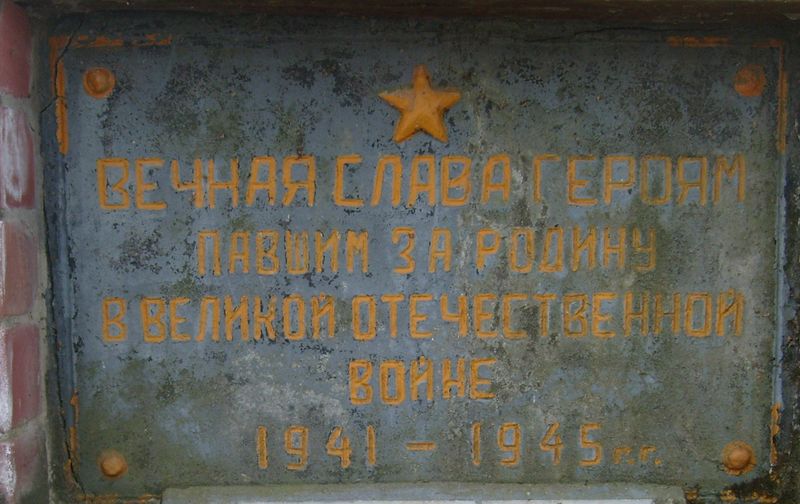 ВЕЧНАЯ СЛАВА ГЕРОЯМ
ПАВШИМ ЗА РОДИНУ
В ВЕЛИКОЙ ОТЕЧЕСТВЕННОЙ
ВОЙНЕ
1941 – 1945 г.г.